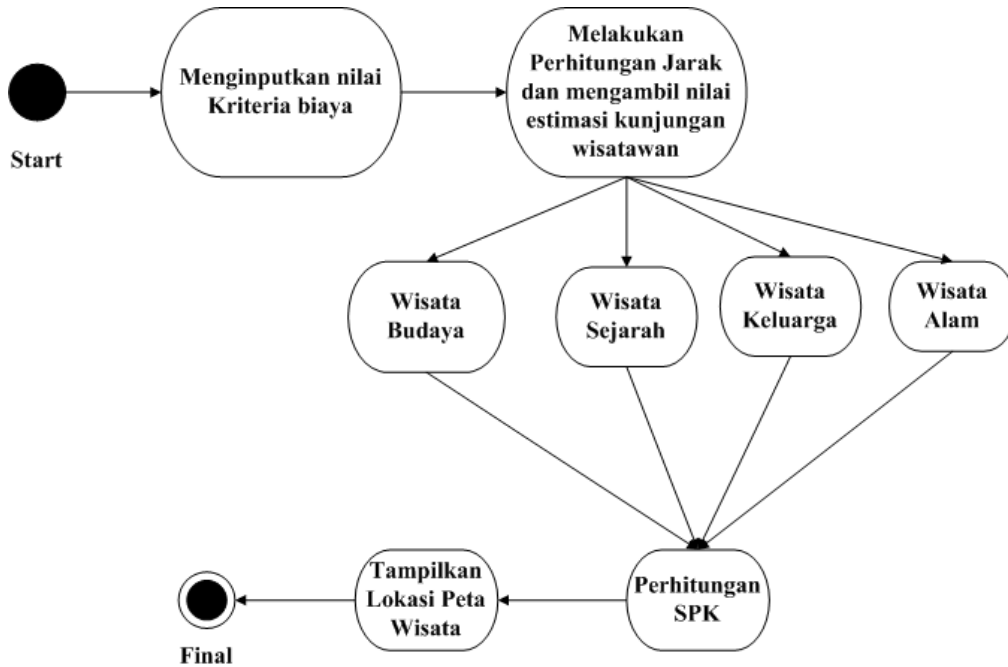 Start
Menginputkan nilai
Kriteria biaya
Melakukan
Perhitungan Jarak
dan mengambil nilai
estimasi kunjungan
wisatawan
Wisata
Budaya
Wisata
Sejarah
Wisata
Keluarga
Wisata
Alam
Perhitungan
SPK
Tampilkan
Lokasi Peta
Wisata
Final